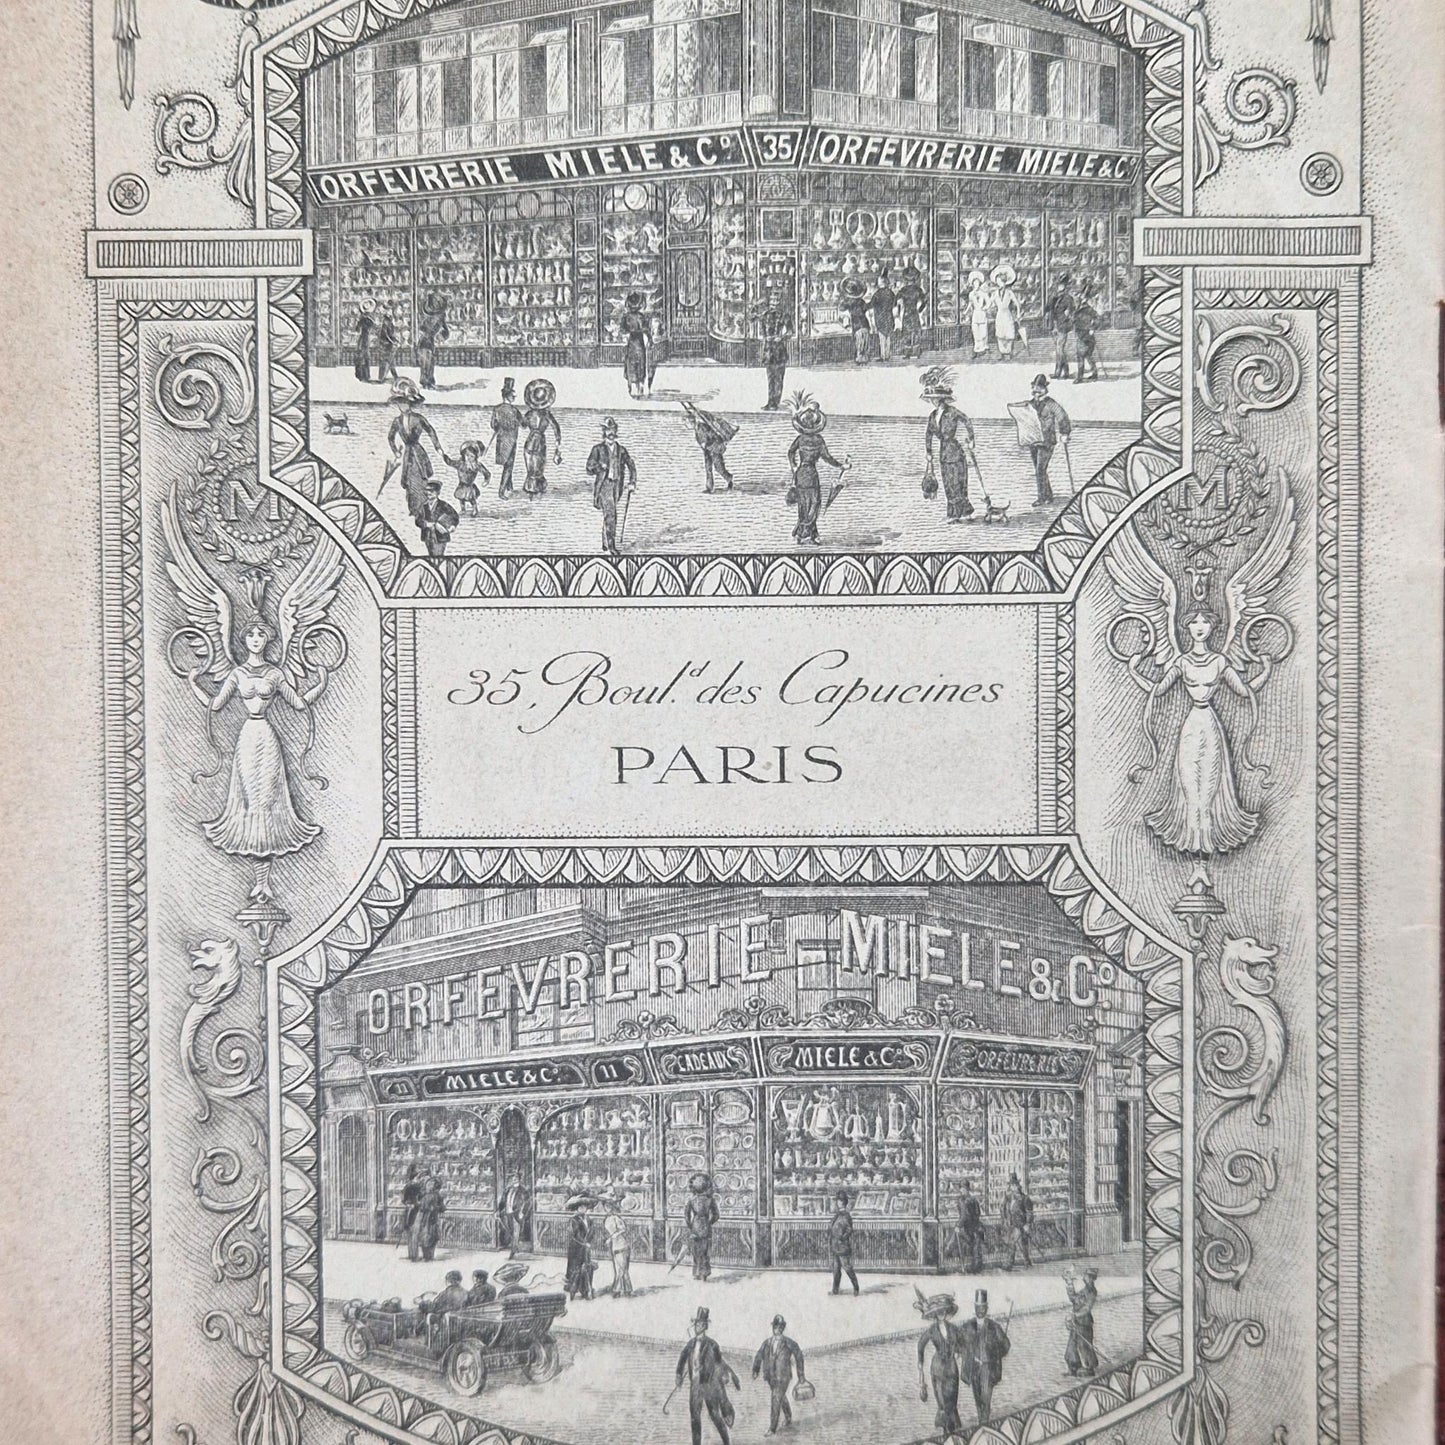 ORFEVRERIE MIELE & Cº. 35 ORFEVRERIE MIELE & Cº
M M
35, Boul.ᵈ des Capucines
PARIS
ORFEVRERIE - MIELE & Cº.
11 MIELE & Cº. 11 CADEAUX MIELE & Cº. ORFEVRERIE